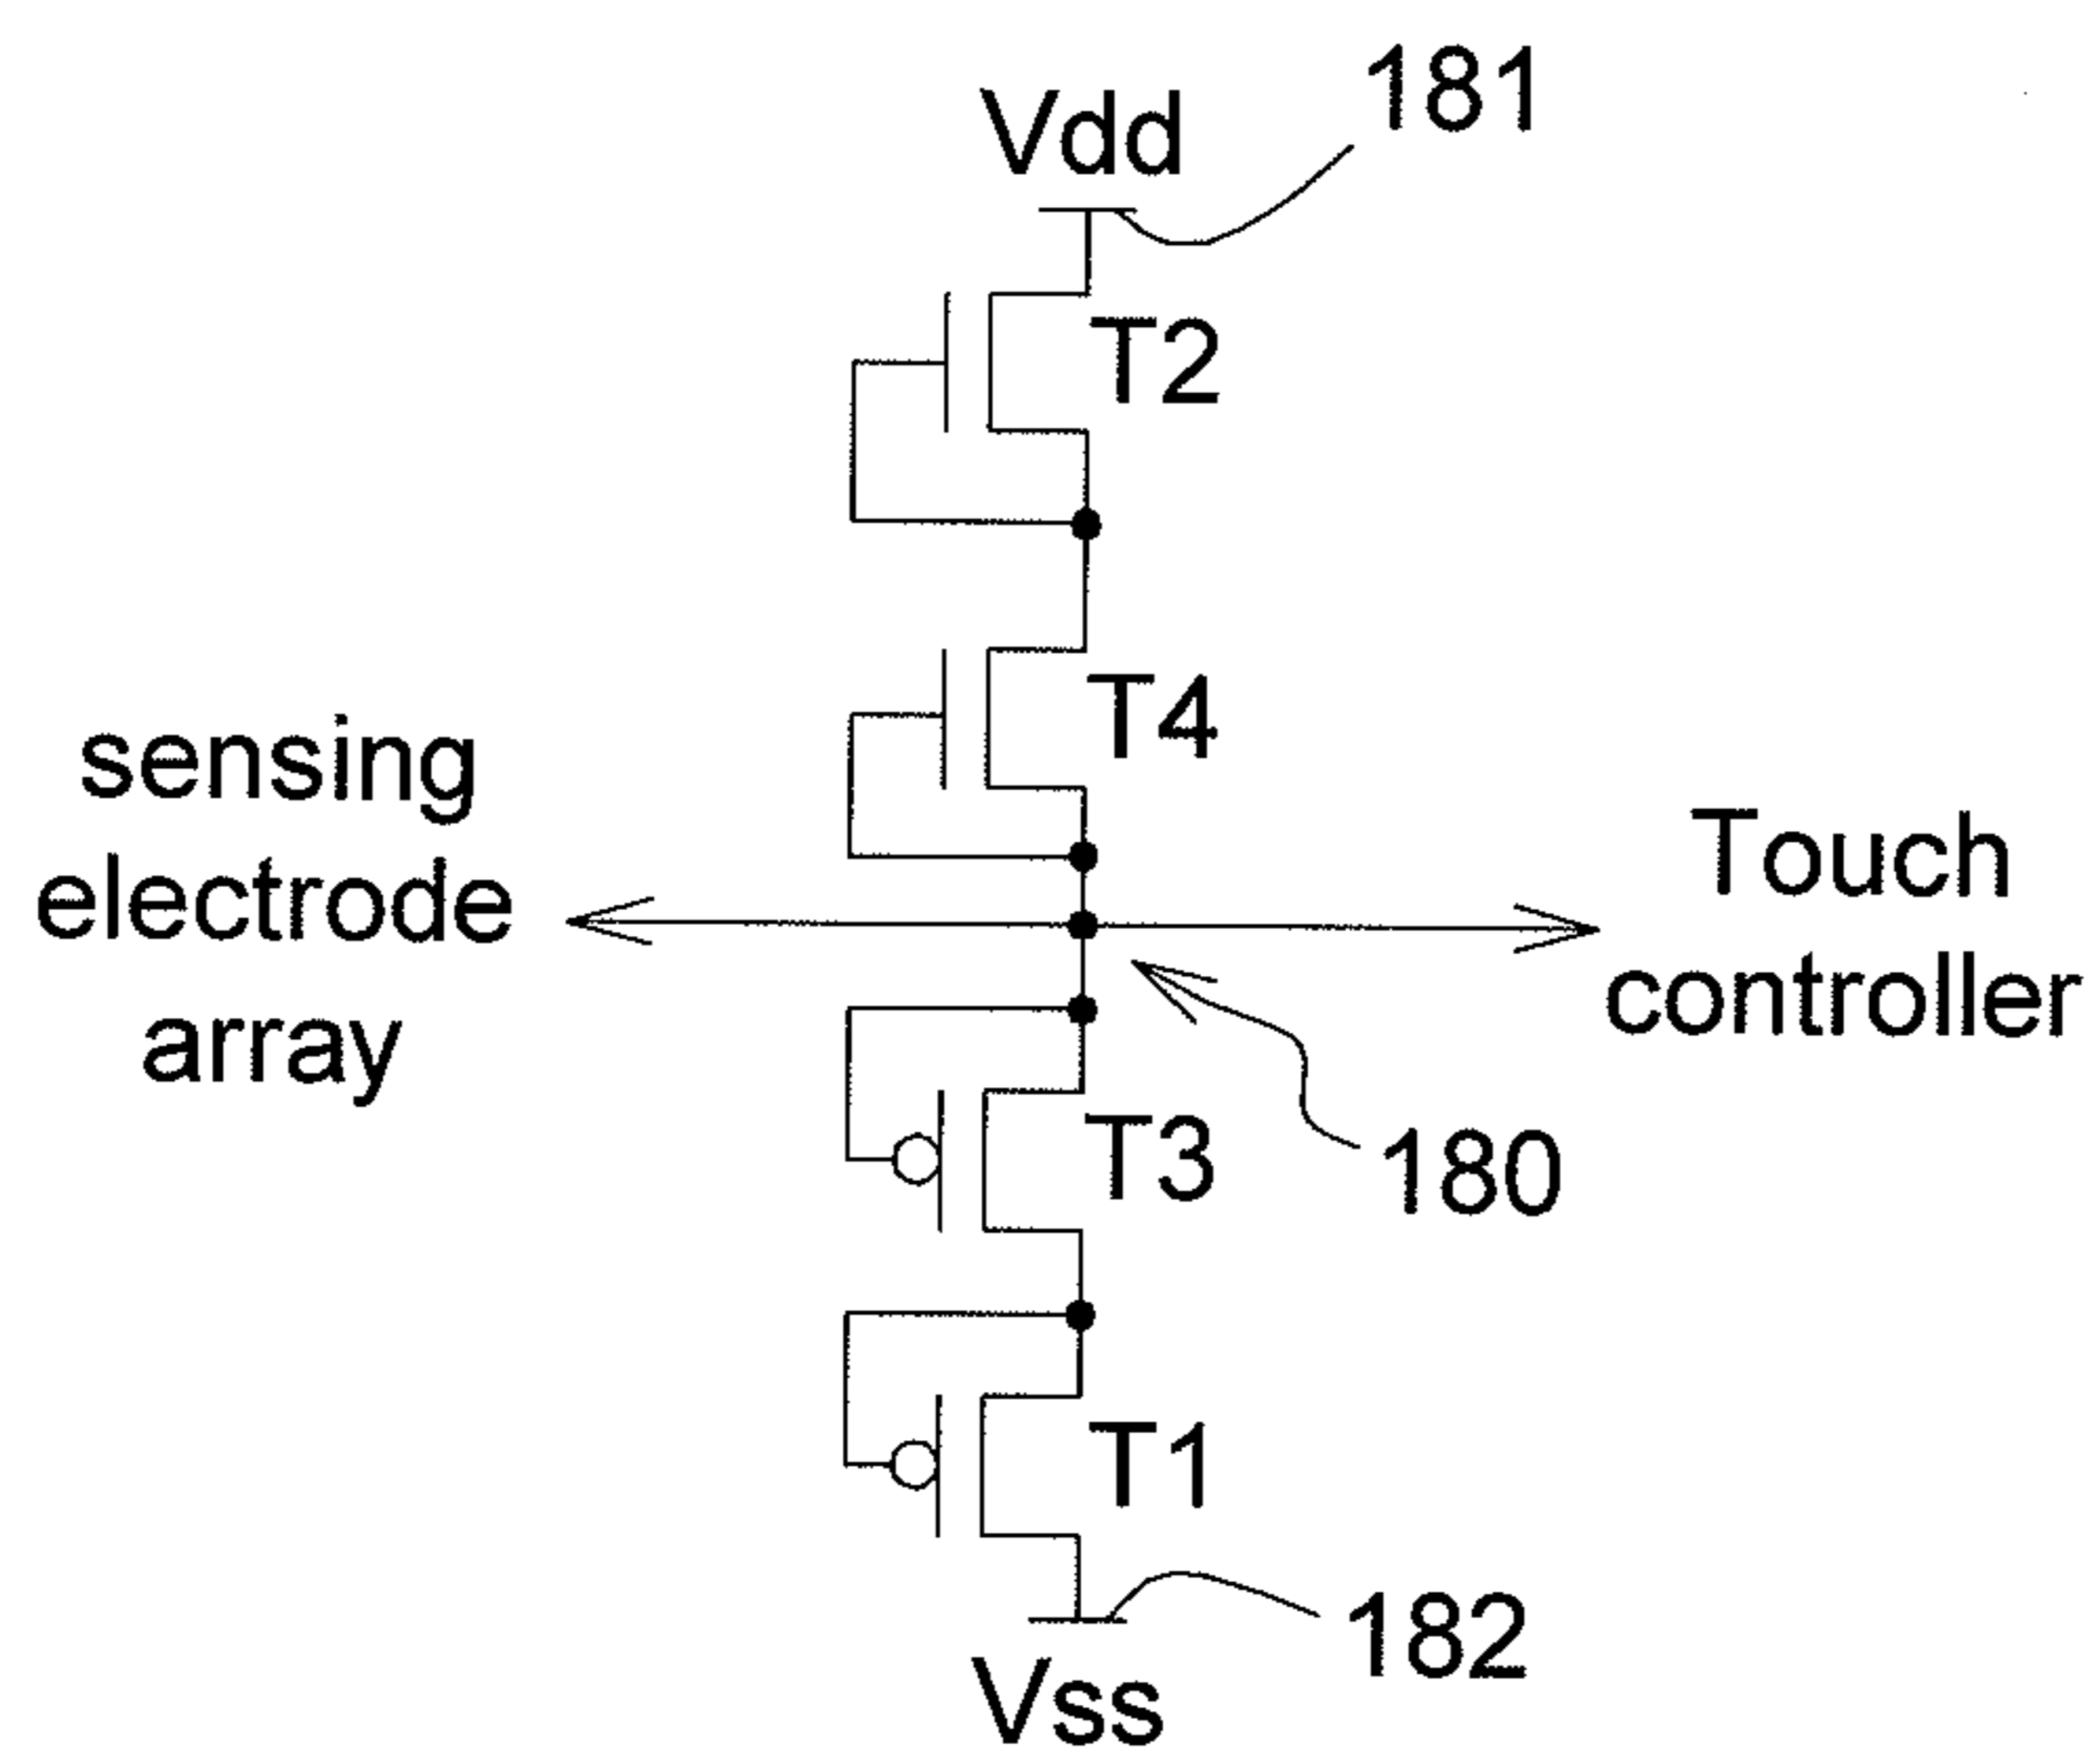 181
Vdd
T2
T4
sensing
electrode
array
Touch
controller
T3
180
T1
182
Vss